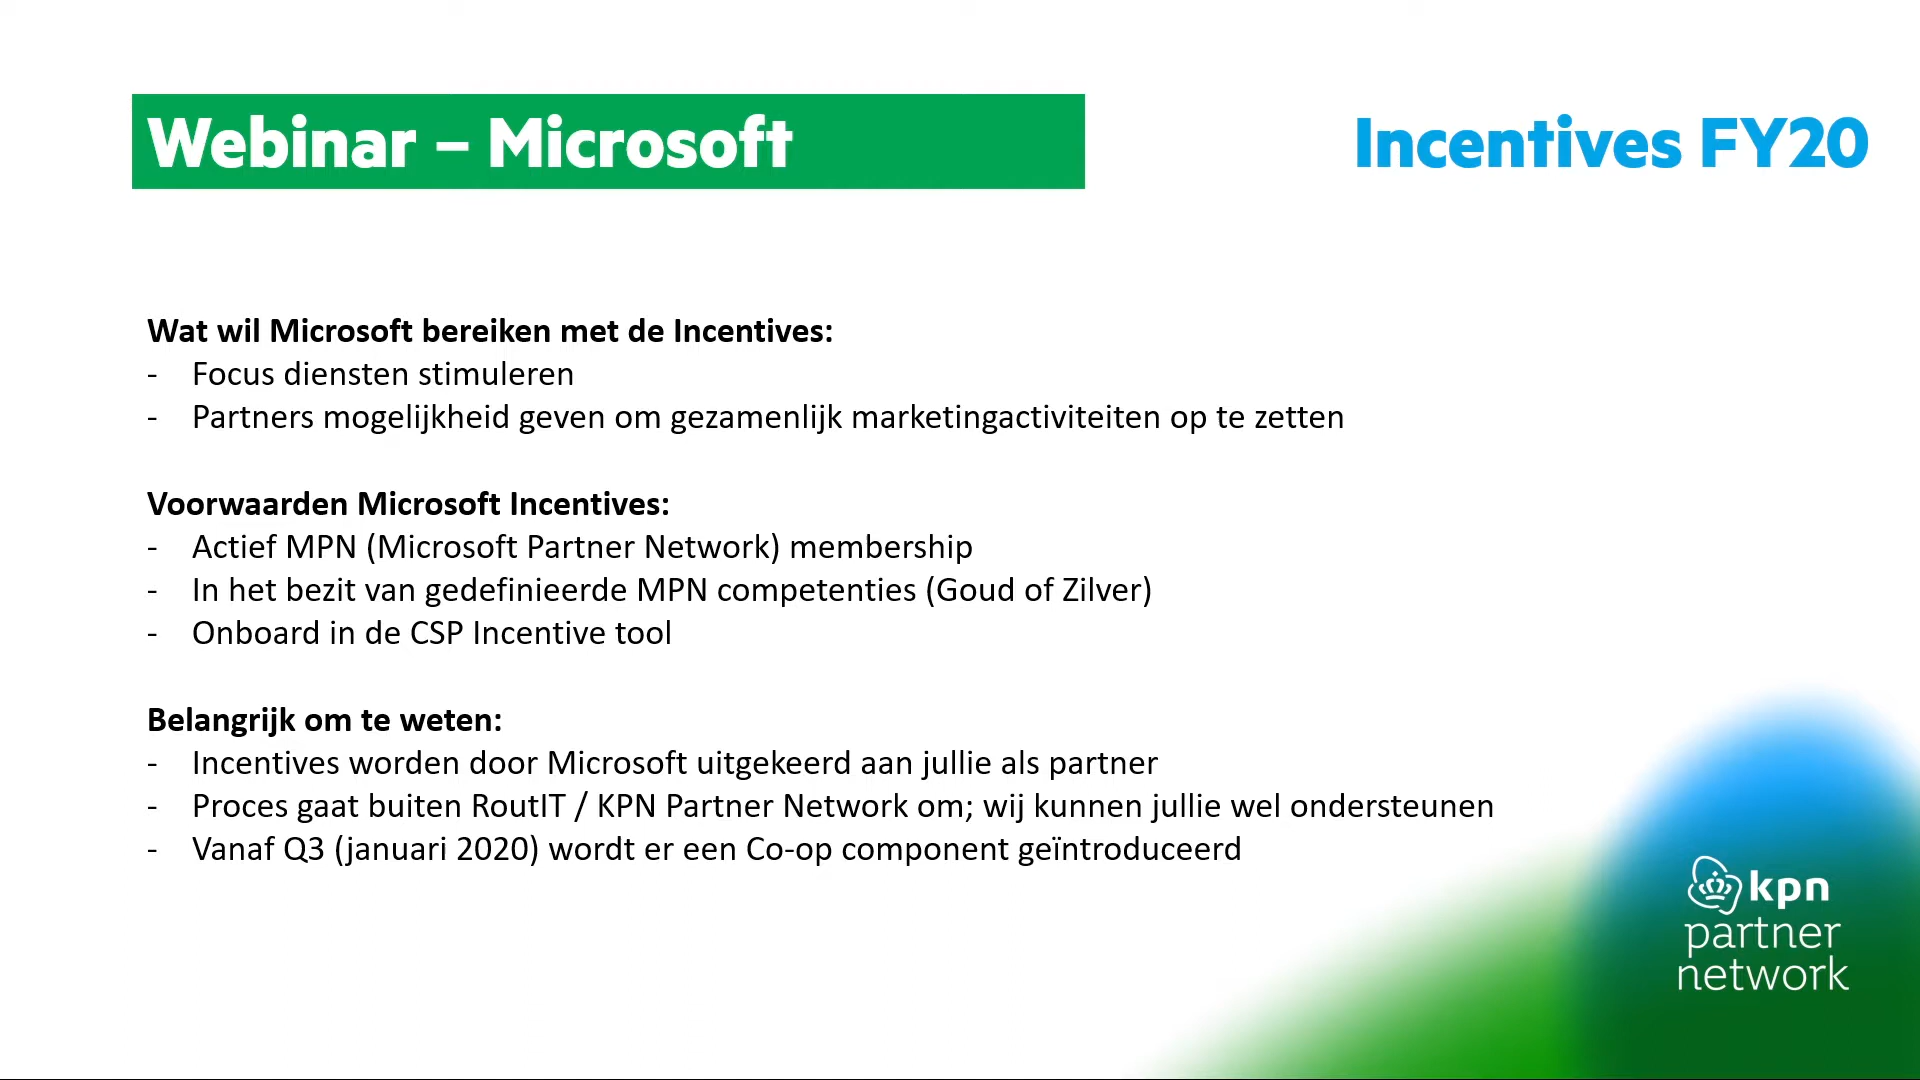 Webinar – Microsoft
Incentives FY20
Wat wil Microsoft bereiken met de Incentives:
- Focus diensten stimuleren
- Partners mogelijkheid geven om gezamenlijk marketingactiviteiten op te zetten
Voorwaarden Microsoft Incentives:
- Actief MPN (Microsoft Partner Network) membership
- In het bezit van gedefinieerde MPN competenties (Goud of Zilver)
- Onboard in de CSP Incentive tool
Belangrijk om te weten:
- Incentives worden door Microsoft uitgekeerd aan jullie als partner
- Proces gaat buiten RoutIT / KPN Partner Network om; wij kunnen jullie wel ondersteunen
- Vanaf Q3 (januari 2020) wordt er een Co-op component geïntroduceerd
kpn
partner
network